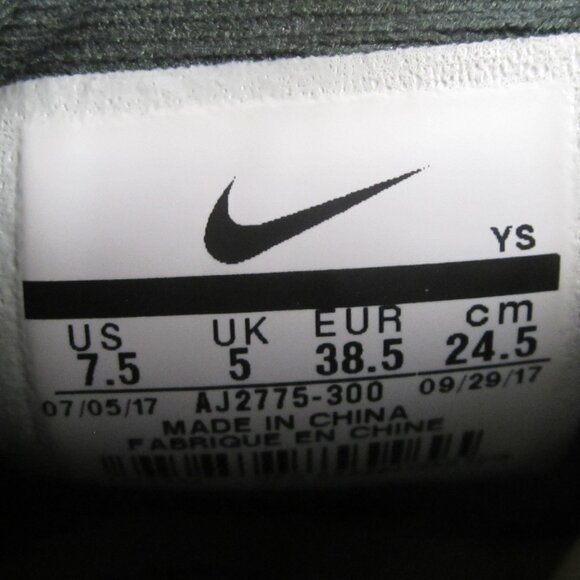 YS
US UK EUR cm
7.5 5 38.5 24.5
07/05/17 AJ2775-300 09/29/17
MADE IN CHINA
FABRIQUE EN CHINE